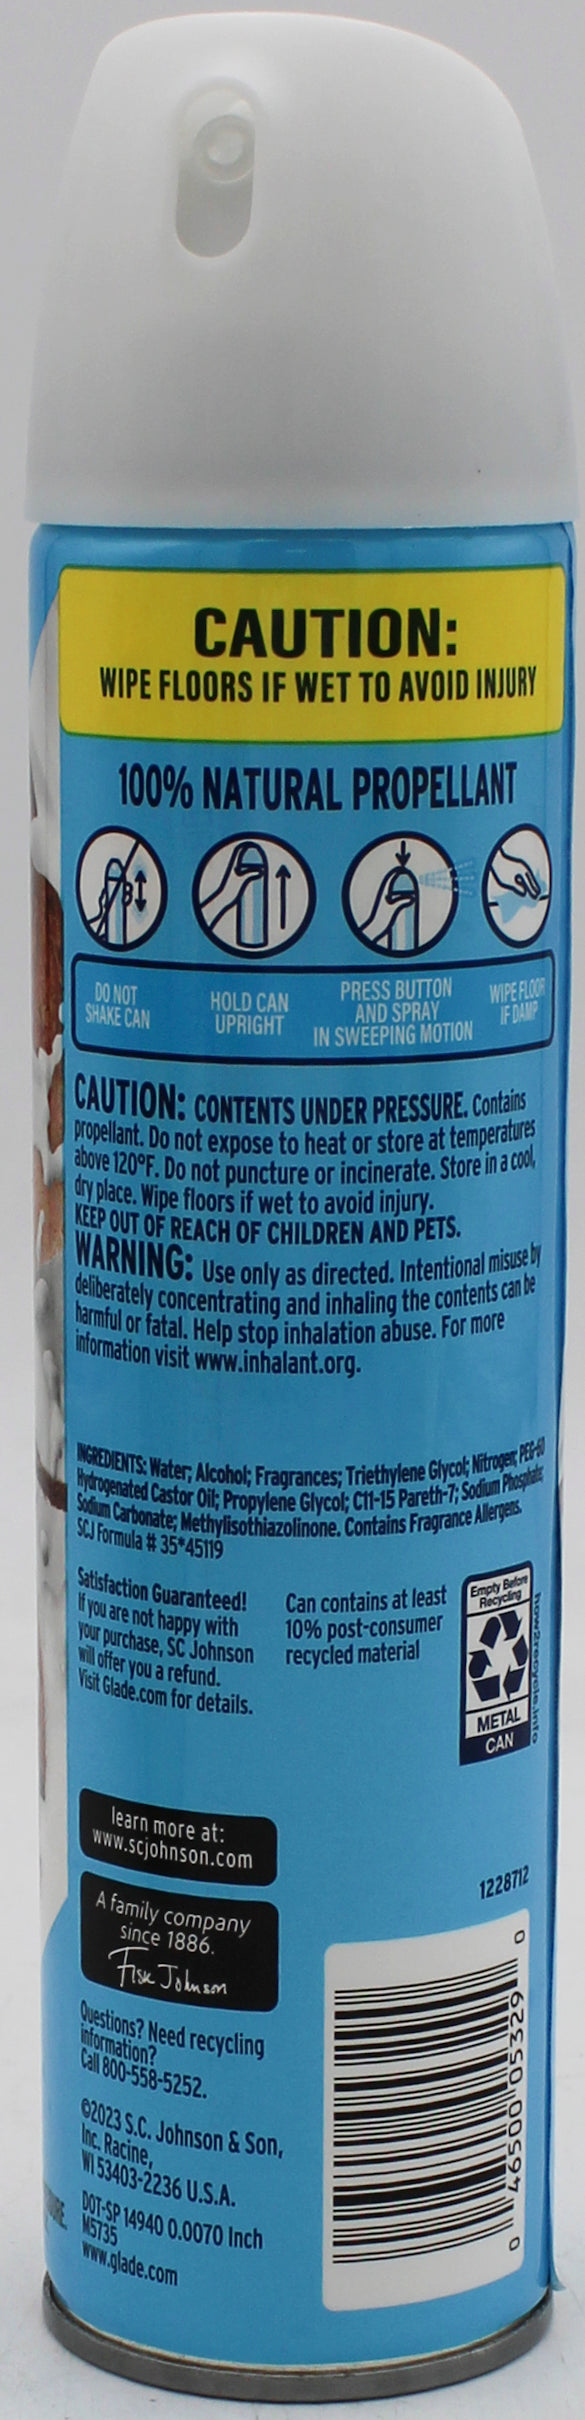 CAUTION:
WIPE FLOORS IF WET TO AVOID INJURY
100% NATURAL PROPELLANT
DO NOT
SHAKE CAN
HOLD CAN
UPRIGHT
PRESS BUTTON
AND SPRAY
IN SWEEPING MOTION
WIPE FLOOR
IF DAMP
CAUTION: CONTENTS UNDER PRESSURE. Contains
propellant. Do not expose to heat or store at temperatures
above 120°F. Do not puncture or incinerate. Store in a cool,
dry place. Wipe floors if wet to avoid injury.
KEEP OUT OF REACH OF CHILDREN AND PETS.
WARNING: Use only as directed. Intentional misuse by
deliberately concentrating and inhaling the contents can be
harmful or fatal. Help stop inhalation abuse. For more
information visit www.inhalant.org.
INGREDIENTS: Water; Alcohol; Fragrances; Triethylene Glycol; Nitrogen; PEG-60
Hydrogenated Castor Oil; Propylene Glycol; C11-15 Pareth-7; Sodium Phosphate;
Sodium Carbonate; Methylisothiazolinone. Contains Fragrance Allergens.
SCJ Formula # 35*45119
Satisfaction Guaranteed!
If you are not happy with
your purchase, SC Johnson
will offer you a refund.
Visit Glade.com for details.
Can contains at least
10% post-consumer
recycled material
Empty Before
Recycling
METAL
CAN
how2recycle.info
learn more at:
www.scjohnson.com
A family company
since 1886.
Fisk Johnson
1228712
Questions? Need recycling
information?
Call 800-558-5252.
©2023 S.C. Johnson & Son,
Inc. Racine,
WI 53403-2236 U.S.A.
DOT-SP 14940 0.0070 Inch
M5735
www.glade.com
0 46500 05329 0